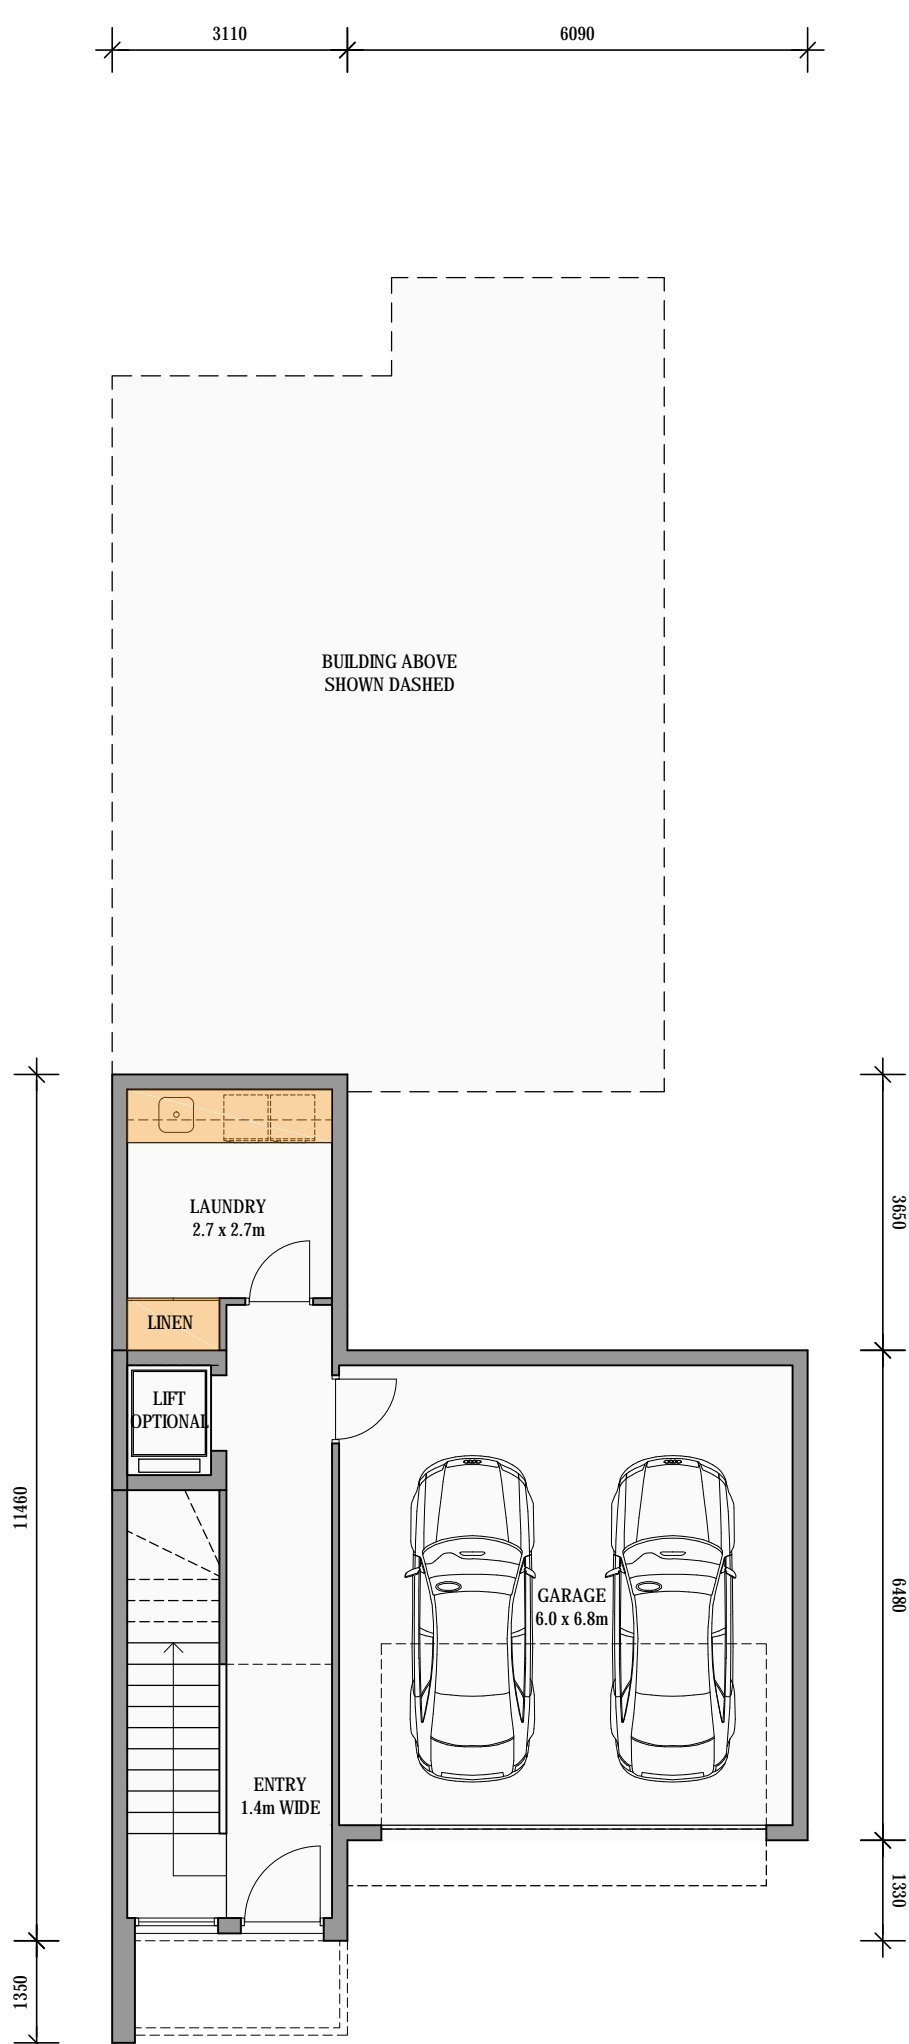 3110
6090
BUILDING ABOVE
SHOWN DASHED
3650
LAUNDRY
2.7 x 2.7m
LINEN
LIFT
OPTIONAL
11460
GARAGE
6.0 x 6.8m
6480
ENTRY
1.4m WIDE
1330
1350